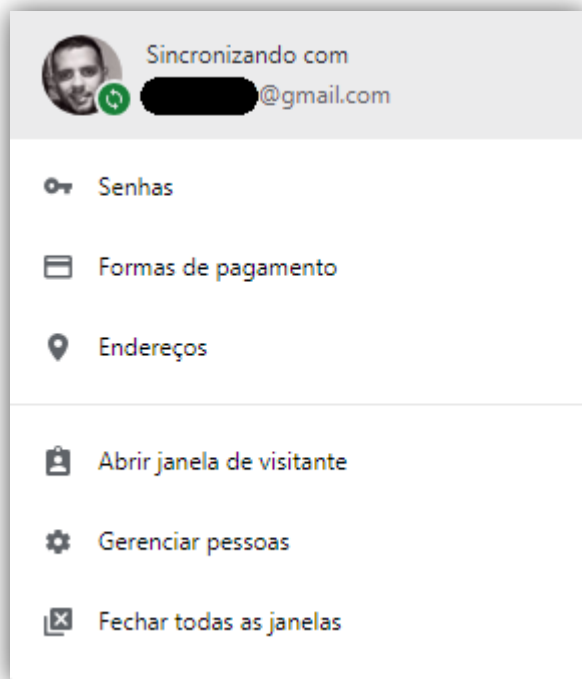 Sincronizando com
@gmail.com
Senhas
Formas de pagamento
Endereços
Abrir janela de visitante
Gerenciar pessoas
Fechar todas as janelas